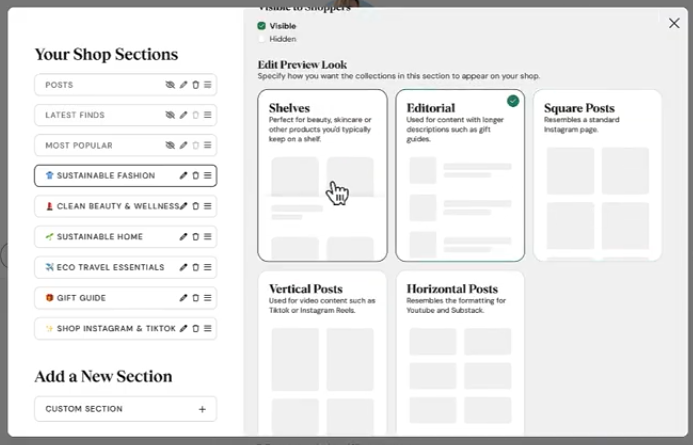 Visible to Shoppers
Visible
Hidden
Edit Preview Look
Specify how you want the collections in this section to appear on your shop.
Your Shop Sections
POSTS
LATEST FINDS
MOST POPULAR
SUSTAINABLE FASHION
CLEAN BEAUTY & WELLNESS
SUSTAINABLE HOME
ECO TRAVEL ESSENTIALS
GIFT GUIDE
SHOP INSTAGRAM & TIKTOK
Add a New Section
CUSTOM SECTION +
Shelves
Perfect for beauty, skincare or
other products you'd typically
keep on a shelf.
Editorial
Used for content with longer
descriptions such as gift
guides.
Square Posts
Resembles a standard
Instagram page.
Vertical Posts
Used for video content such as
Tiktok or Instagram Reels.
Horizontal Posts
Resembles the formatting for
Youtube and Substack.